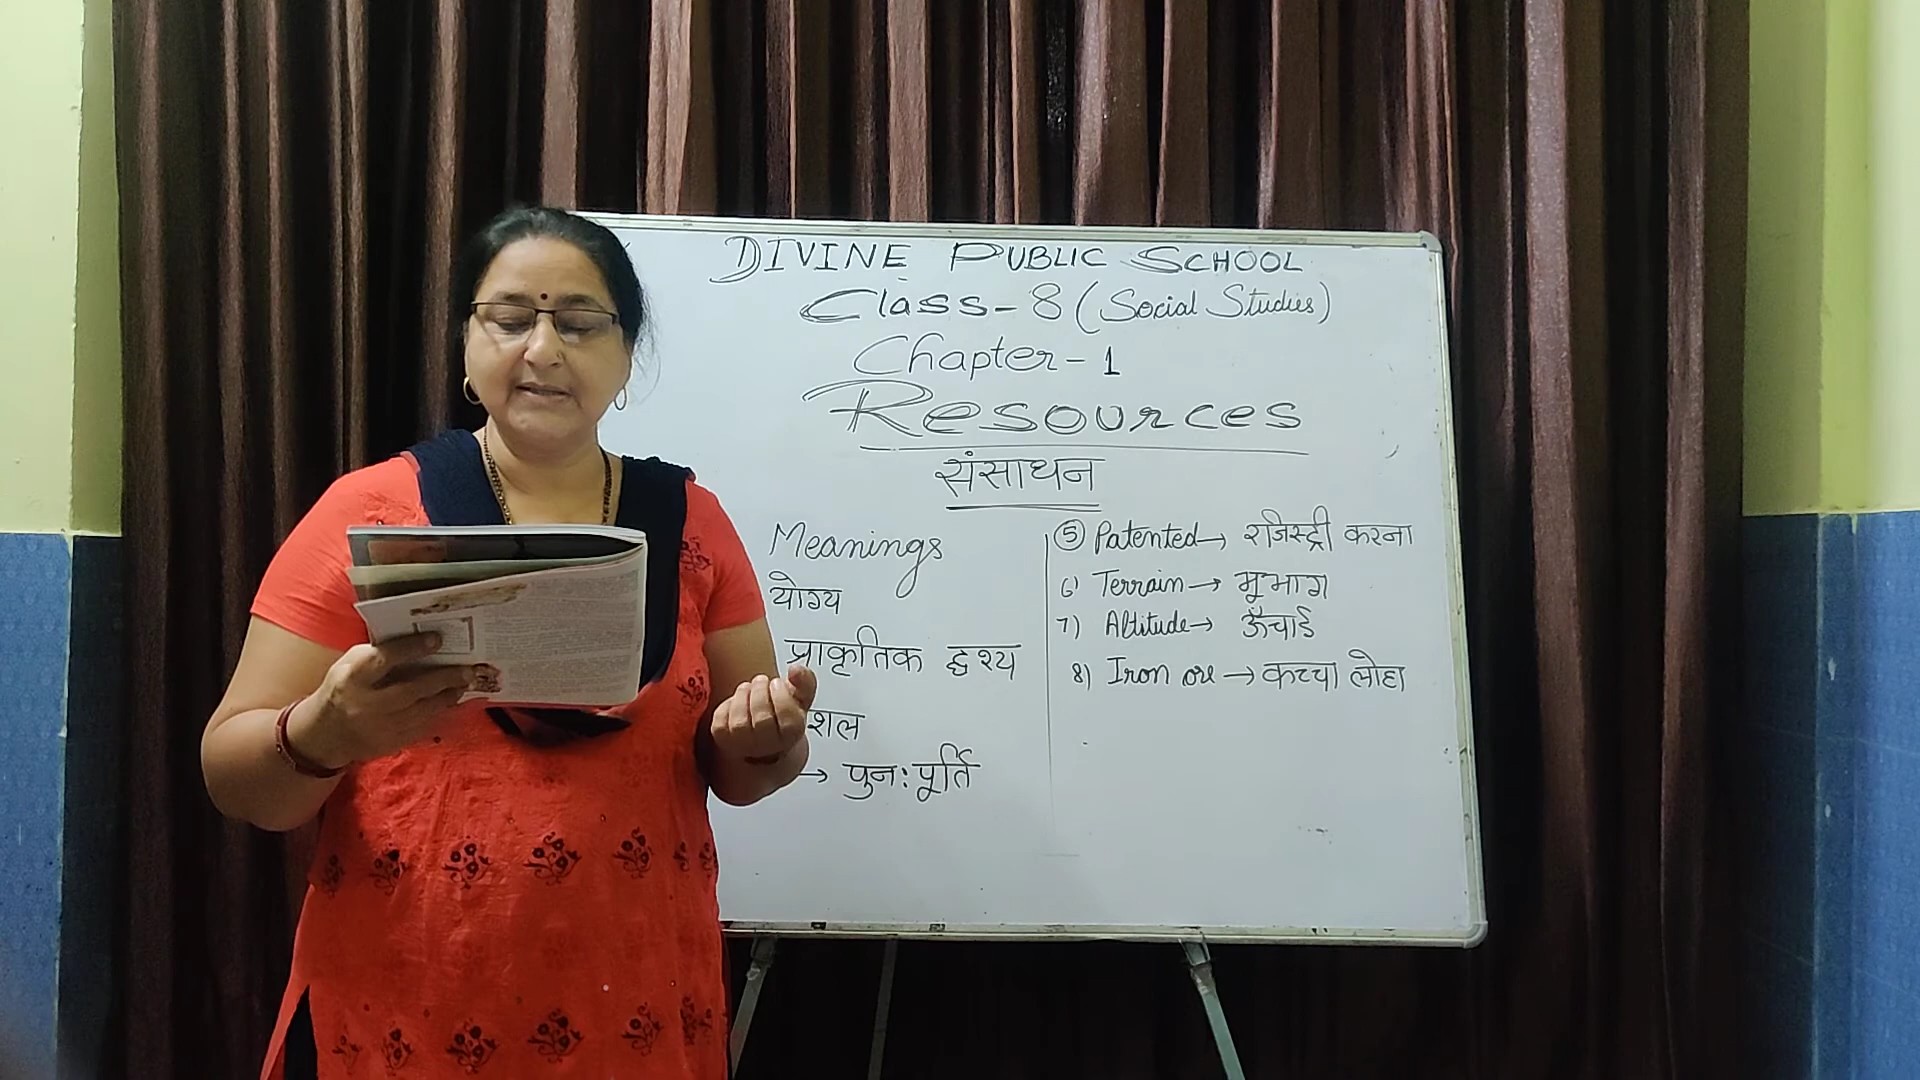 DIVINE PUBLIC SCHOOL
Class-8 (Social Studies)
Chapter-1
Resources
संसाधन
Meanings
योग्य
प्राकृतिक दृश्य
शल
→ पुन:पूर्ति
5 Patented → रजिस्ट्री करना
6) Terrain → भूभाग
7) Altitude → ऊँचाई
8) Iron ore → कच्चा लोहा